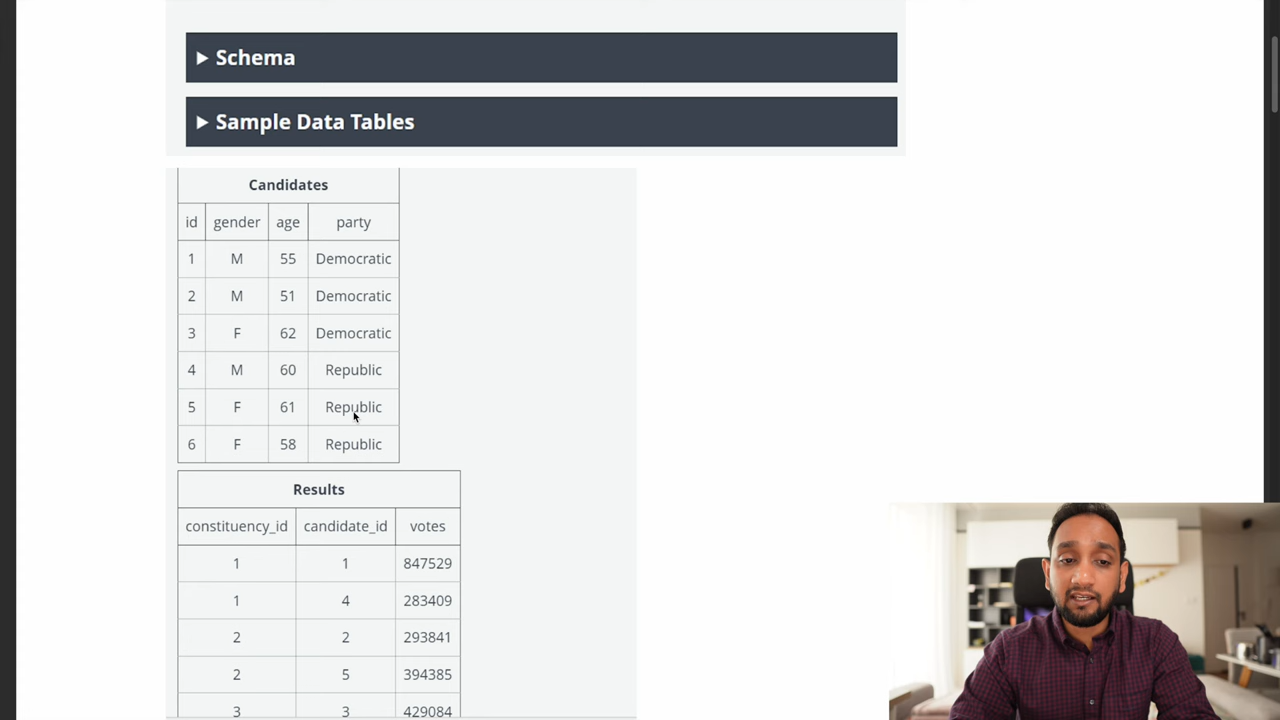 ▶ Schema
▶ Sample Data Tables
Candidates
id gender age party
1 M 55 Democratic
2 M 51 Democratic
3 F 62 Democratic
4 M 60 Republic
5 F 61 Republic
6 F 58 Republic
Results
constituency_id candidate_id votes
1 1 847529
1 4 283409
2 2 293841
2 5 394385
3 3 429084